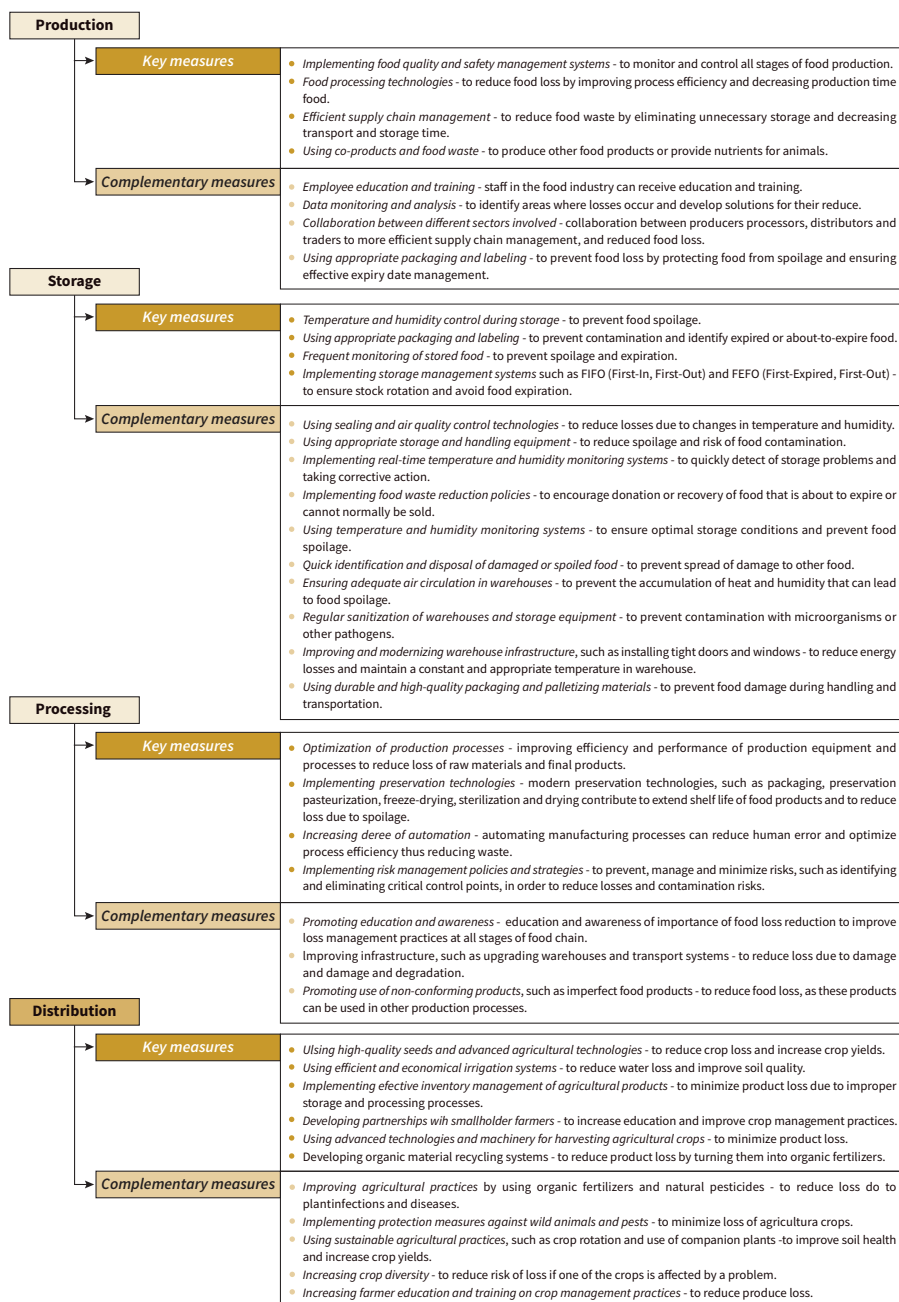 Production
Key measures
Implementing food quality and safety management systems - to monitor and control all stages of food production.
Food processing technologies - to reduce food loss by improving process efficiency and decreasing production time
food.
Efficient supply chain management - to reduce food waste by eliminating unnecessary storage and decreasing
transport and storage time.
Using co-products and food waste - to produce other food products or provide nutrients for animals.
Complementary measures
Employee education and training - staff in the food industry can receive education and training.
Data monitoring and analysis - to identify areas where losses occur and develop solutions for their reduce.
Collaboration between different sectors involved - collaboration between producers processors, distributors and
traders to more efficient supply chain management, and reduced food loss.
Using appropriate packaging and labeling - to prevent food loss by protecting food from spoilage and ensuring
effective expiry date management.
Storage
Key measures
Temperature and humidity control during storage - to prevent food spoilage.
Using appropriate packaging and labeling - to prevent contamination and identify expired or about-to-expire food.
Frequent monitoring of stored food - to prevent spoilage and expiration.
Implementing storage management systems such as FIFO (First-In, First-Out) and FEFO (First-Expired, First-Out) -
to ensure stock rotation and avoid food expiration.
Complementary measures
Using sealing and air quality control technologies - to reduce losses due to changes in temperature and humidity.
Using appropriate storage and handling equipment - to reduce spoilage and risk of food contamination.
Implementing real-time temperature and humidity monitoring systems - to quickly detect of storage problems and
taking corrective action.
Implementing food waste reduction policies - to encourage donation or recovery of food that is about to expire or
cannot normally be sold.
Using temperature and humidity monitoring systems - to ensure optimal storage conditions and prevent food
spoilage.
Quick identification and disposal of damaged or spoiled food - to prevent spread of damage to other food.
Ensuring adequate air circulation in warehouses - to prevent the accumulation of heat and humidity that can lead
to food spoilage.
Regular sanitization of warehouses and storage equipment - to prevent contamination with microorganisms or
other pathogens.
Improving and modernizing warehouse infrastructure, such as installing tight doors and windows - to reduce energy
losses and maintain a constant and appropriate temperature in warehouse.
Using durable and high-quality packaging and palletizing materials - to prevent food damage during handling and
transportation.
Processing
Key measures
Optimization of production processes - improving efficiency and performance of production equipment and
processes to reduce loss of raw materials and final products.
Implementing preservation technologies - modern preservation technologies, such as packaging, preservation
pasteurization, freeze-drying, sterilization and drying contribute to extend shelf life of food products and to reduce
loss due to spoilage.
Increasing deree of automation - automating manufacturing processes can reduce human error and optimize
process efficiency thus reducing waste.
Implementing risk management policies and strategies - to prevent, manage and minimize risks, such as identifying
and eliminating critical control points, in order to reduce losses and contamination risks.
Complementary measures
Promoting education and awareness - education and awareness of importance of food loss reduction to improve
loss management practices at all stages of food chain.
Improving infrastructure, such as upgrading warehouses and transport systems - to reduce loss due to damage
and damage and degradation.
Promoting use of non-conforming products, such as imperfect food products - to reduce food loss, as these products
can be used in other production processes.
Distribution
Key measures
Ulsing high-quality seeds and advanced agricultural technologies - to reduce crop loss and increase crop yields.
Using efficient and economical irrigation systems - to reduce water loss and improve soil quality.
Implementing efective inventory management of agricultural products - to minimize product loss due to improper
storage and processing processes.
Developing partnerships wih smallholder farmers - to increase education and improve crop management practices.
Using advanced technologies and machinery for harvesting agricultural crops - to minimize product loss.
Developing organic material recycling systems - to reduce product loss by turning them into organic fertilizers.
Complementary measures
Improving agricultural practices by using organic fertilizers and natural pesticides - to reduce loss do to
plantinfections and diseases.
Implementing protection measures against wild animals and pests - to minimize loss of agricultura crops.
Using sustainable agricultural practices, such as crop rotation and use of companion plants -to improve soil health
and increase crop yields.
Increasing crop diversity - to reduce risk of loss if one of the crops is affected by a problem.
Increasing farmer education and training on crop management practices - to reduce produce loss.